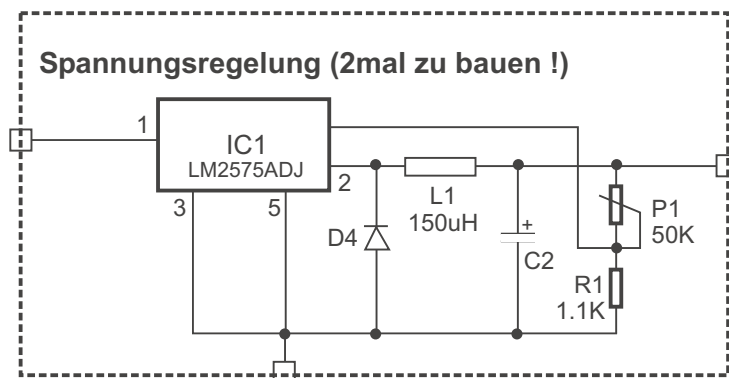 Spannungsregelung (2mal zu bauen !)
1
IC1
LM2575ADJ
2
3
5
L1
150uH
D4
+
C2
P1
50K
R1
1.1K